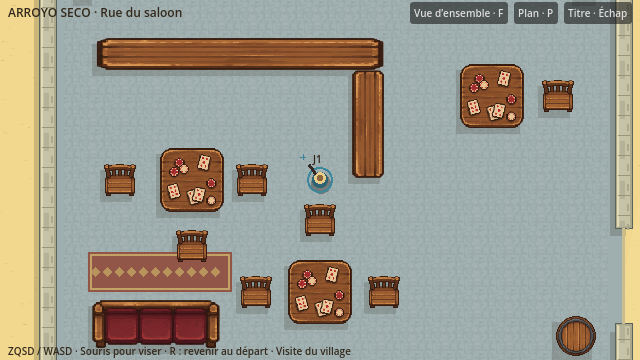 ARROYO SECO · Rue du saloon
Vue d'ensemble · F
Plan · P
Titre · Échap
J1
ZQSD / WASD · Souris pour viser · R : revenir au départ · Visite du village